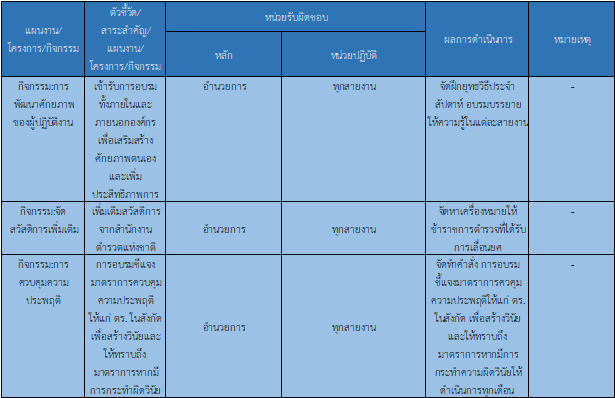 แผนงาน/
โครงการ/กิจกรรม
ตัวชี้วัด/
สาระสำคัญ/
แผนงาน/
โครงการ/กิจกรรม
หน่วยรับผิดชอบ
หลัก
หน่วยปฏิบัติ
ผลการดำเนินการ
หมายเหตุ
กิจกรรม:การ
พัฒนาศักยภาพ
ของผู้ปฏิบัติงาน
เข้ารับการอบรม
ทั้งภายในและ
ภายนอกองค์กร
เพื่อเสริมสร้าง
ศักยภาพตนเอง
และเพิ่ม
ประสิทธิภาพการ
อำนวยการ
ทุกสายงาน
จัดฝึกยุทธวิธีประจำ
สัปดาห์ อบรมบรรยาย
ให้ความรู้ในแต่ละสายงาน
-
กิจกรรม:จัด
สวัสดิการเพิ่มเติม
เพิ่มเติมสวัสดิการ
จากสำนักงาน
ตำรวจแห่งชาติ
อำนวยการ
ทุกสายงาน
จัดหาเครื่องหมายให้
ข้าราชการตำรวจที่ได้รับ
การเลื่อนยศ
-
กิจกรรม:การ
ควบคุมความ
ประพฤติ
การอบรมชี้แจง
มาตราการควบคุม
ความประพฤติ
ให้แก่ ตร. ในสังกัด
เพื่อสร้างวินัยและ
ให้ทราบถึง
มาตราการหากมี
การกระทำผิดวินัย
อำนวยการ
ทุกสายงาน
จัดทำคำสั่ง การอบรม
ชี้แจงมาตราการควบคุม
ความประพฤติให้แก่ ตร.
ในสังกัด เพื่อสร้างวินัย
และให้ทราบถึง
มาตราการหากมีการ
กระทำความผิดวินัยให้
ดำเนินการทุกเดือน
-